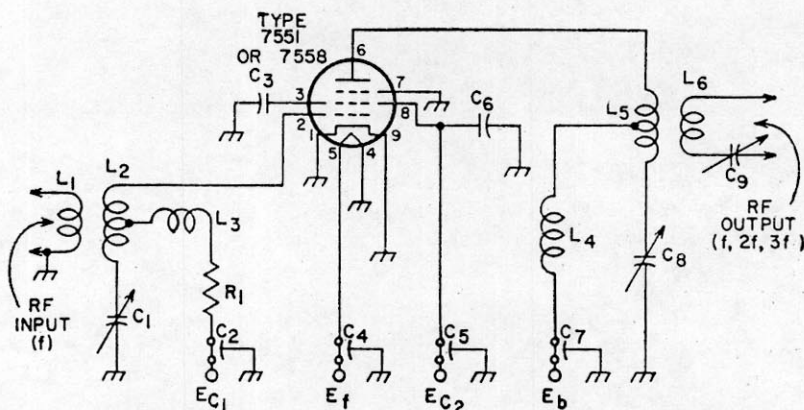 TYPE
7551
OR 7558
6
7
C3
3
8
2
1
5
4
9
C6
L5
L6
C9
L1
L2
L3
L4
C8
RF
INPUT
(f)
C1
R1
RF
OUTPUT
(f, 2f, 3f)
C2
C4
C5
C7
EC1
Ef
EC2
Eb